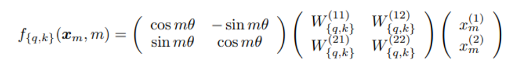 f_{\{q,k\}}(\boldsymbol{x}_m, m) = \begin{pmatrix} \cos m\theta & -\sin m\theta \\ \sin m\theta & \cos m\theta \end{pmatrix} \begin{pmatrix} W^{(11)}_{\{q,k\}} & W^{(12)}_{\{q,k\}} \\ W^{(21)}_{\{q,k\}} & W^{(22)}_{\{q,k\}} \end{pmatrix} \begin{pmatrix} x^{(1)}_m \\ x^{(2)}_m \end{pmatrix}